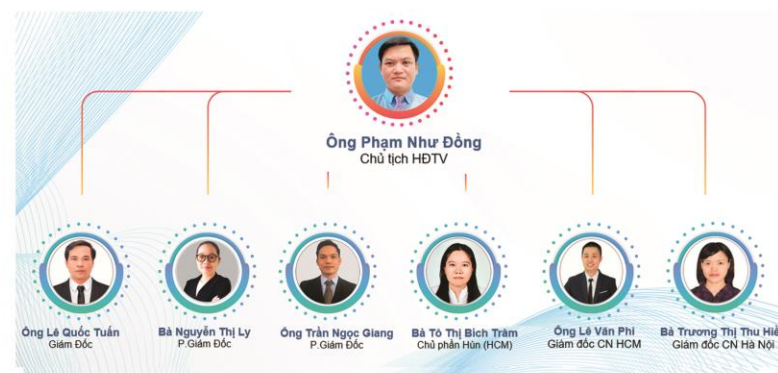 Ông Phạm Như Đồng
Chủ tịch HĐTV
Ông Lê Quốc Tuấn
Giám Đốc
Bà Nguyễn Thị Ly
P.Giám Đốc
Ông Trần Ngọc Giang
P.Giám Đốc
Bà Tô Thị Bích Trâm
Chủ phần Hùn (HCM)
Ông Lê Văn Phi
Giám đốc CN HCM
Bà Trương Thị Thu
Giám đốc CN Hà Nội